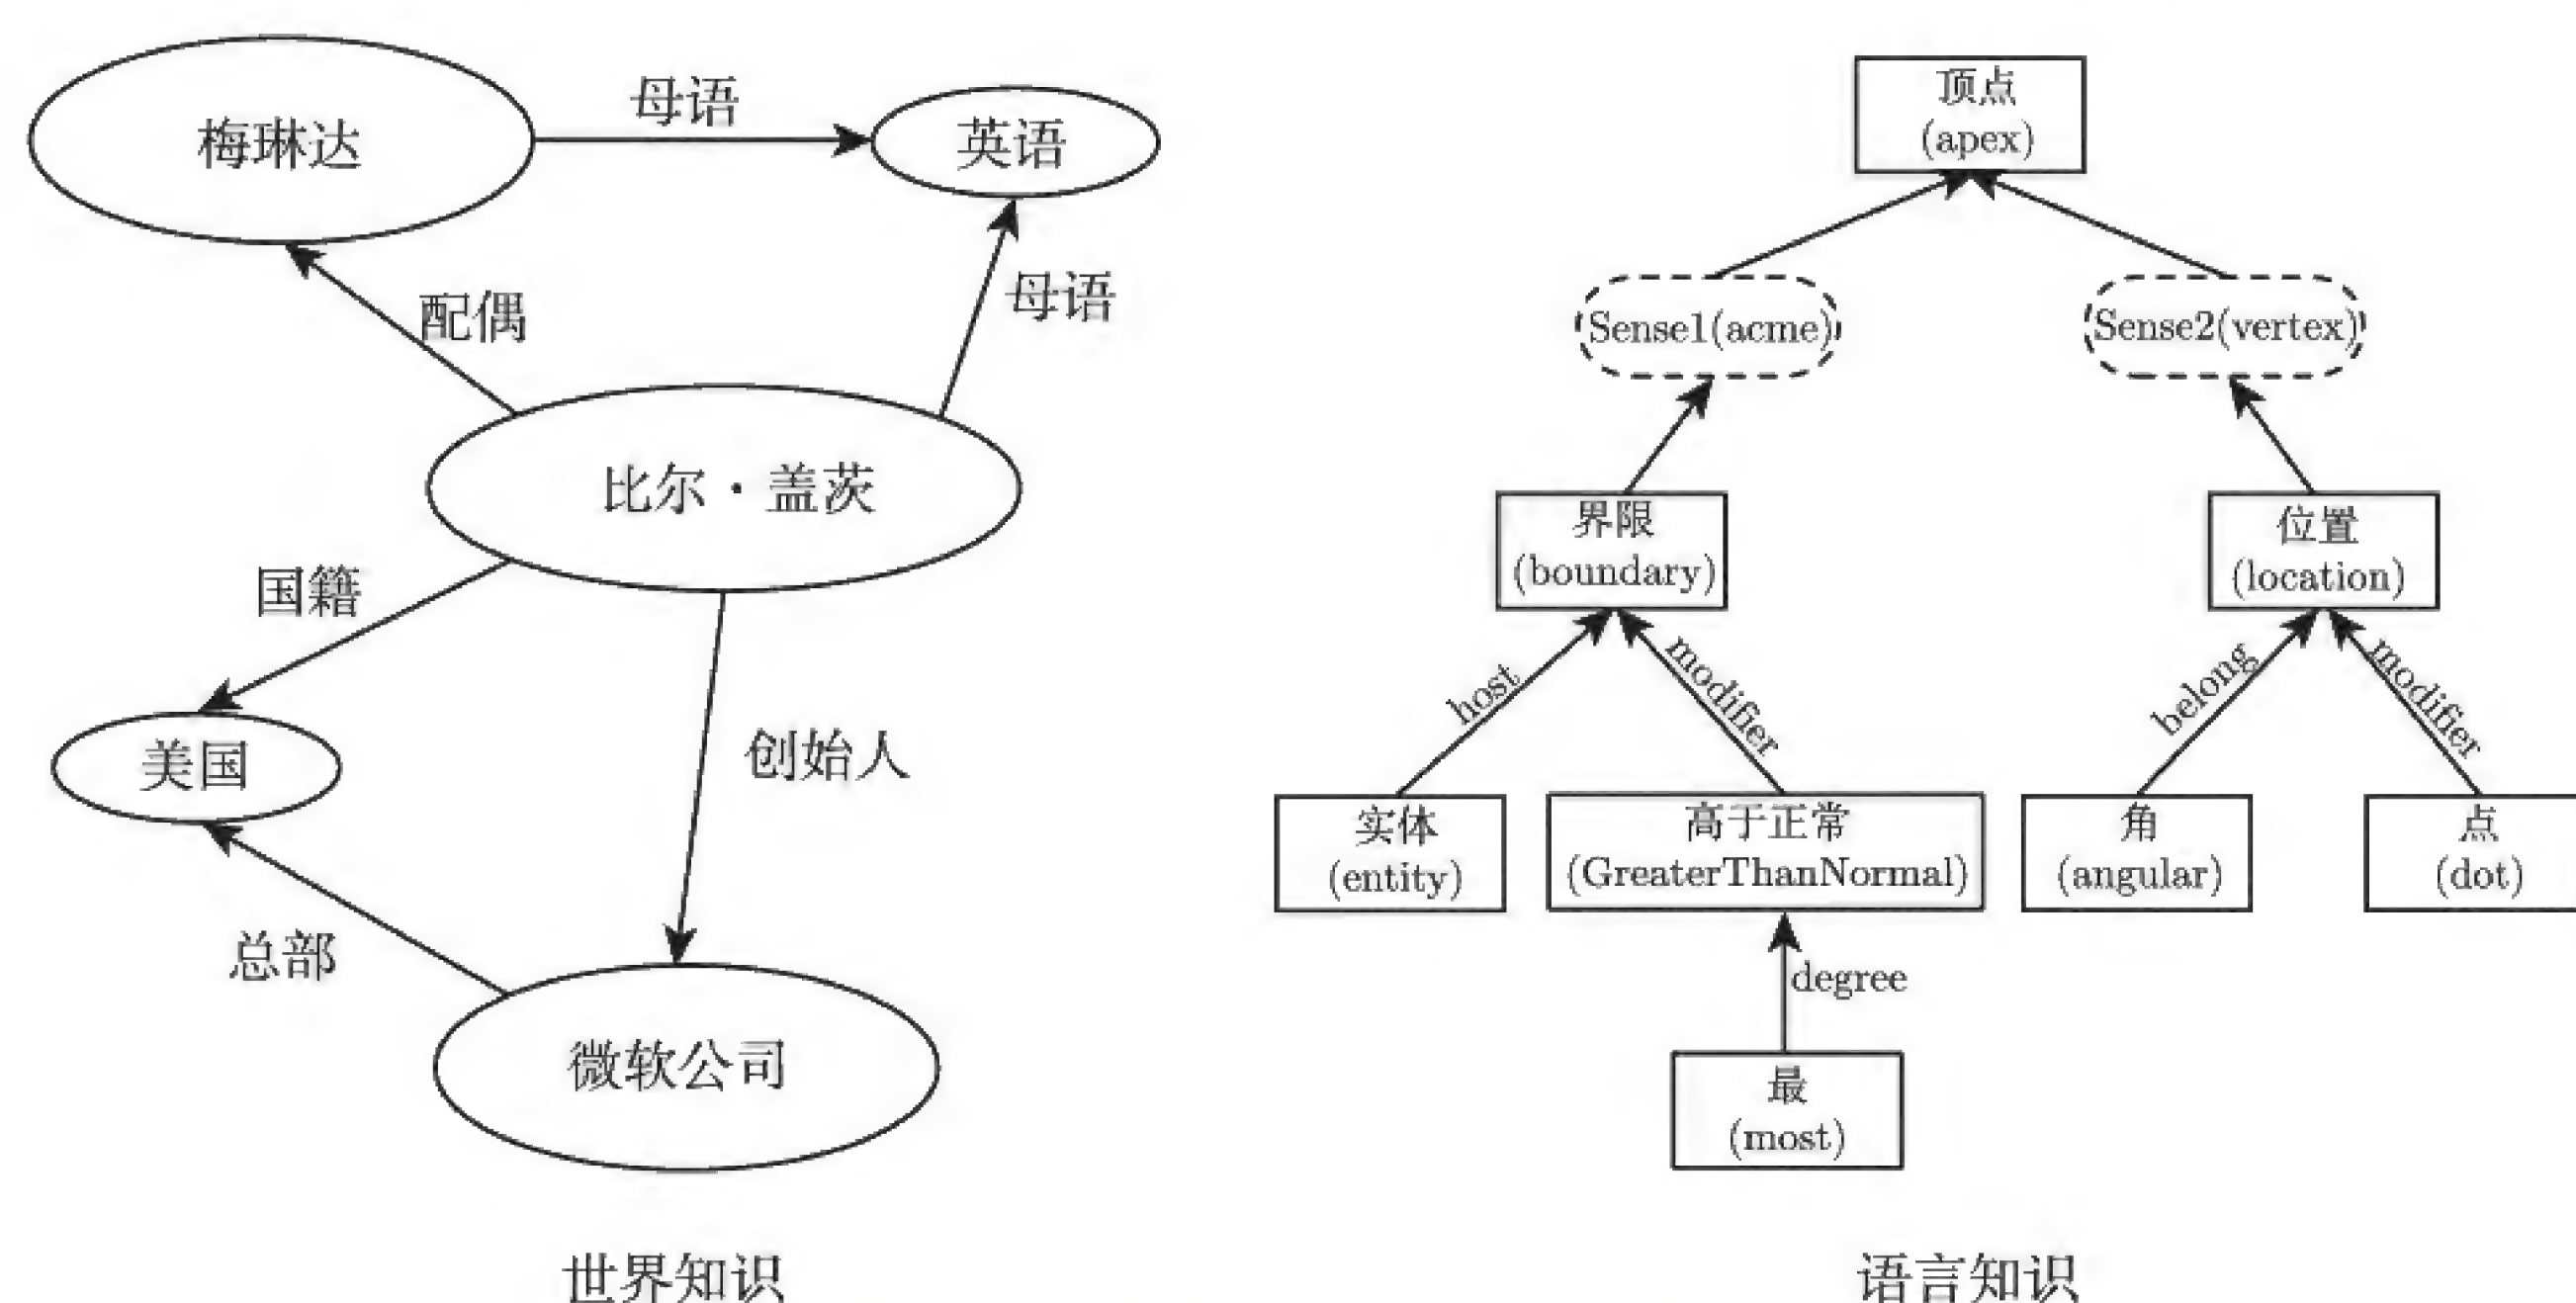 梅琳达
母语
英语
配偶
母语
比尔·盖茨
国籍
创始人
美国
总部
微软公司
世界知识
顶点
(apex)
Sense1(acme)
Sense2(vertex)
界限
(boundary)
位置
(location)
host
modifier
belong
modifier
实体
(entity)
高于正常
(GreaterThanNormal)
角
(angular)
点
(dot)
degree
最
(most)
语言知识